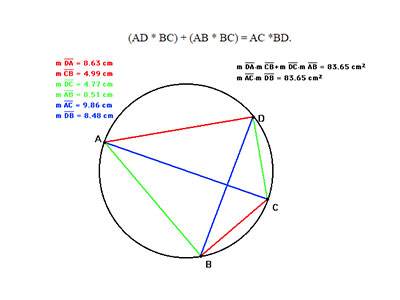 (AD * BC) + (AB * BC) = AC *BD.
m DA = 8.63 cm
m CB = 4.99 cm
m DC = 4.77 cm
m AB = 8.51 cm
m AC = 9.86 cm
m DB = 8.48 cm
m DA·m CB+m DC·m AB = 83.65 cm²
m AC·m DB = 83.65 cm²
D
A
C
B